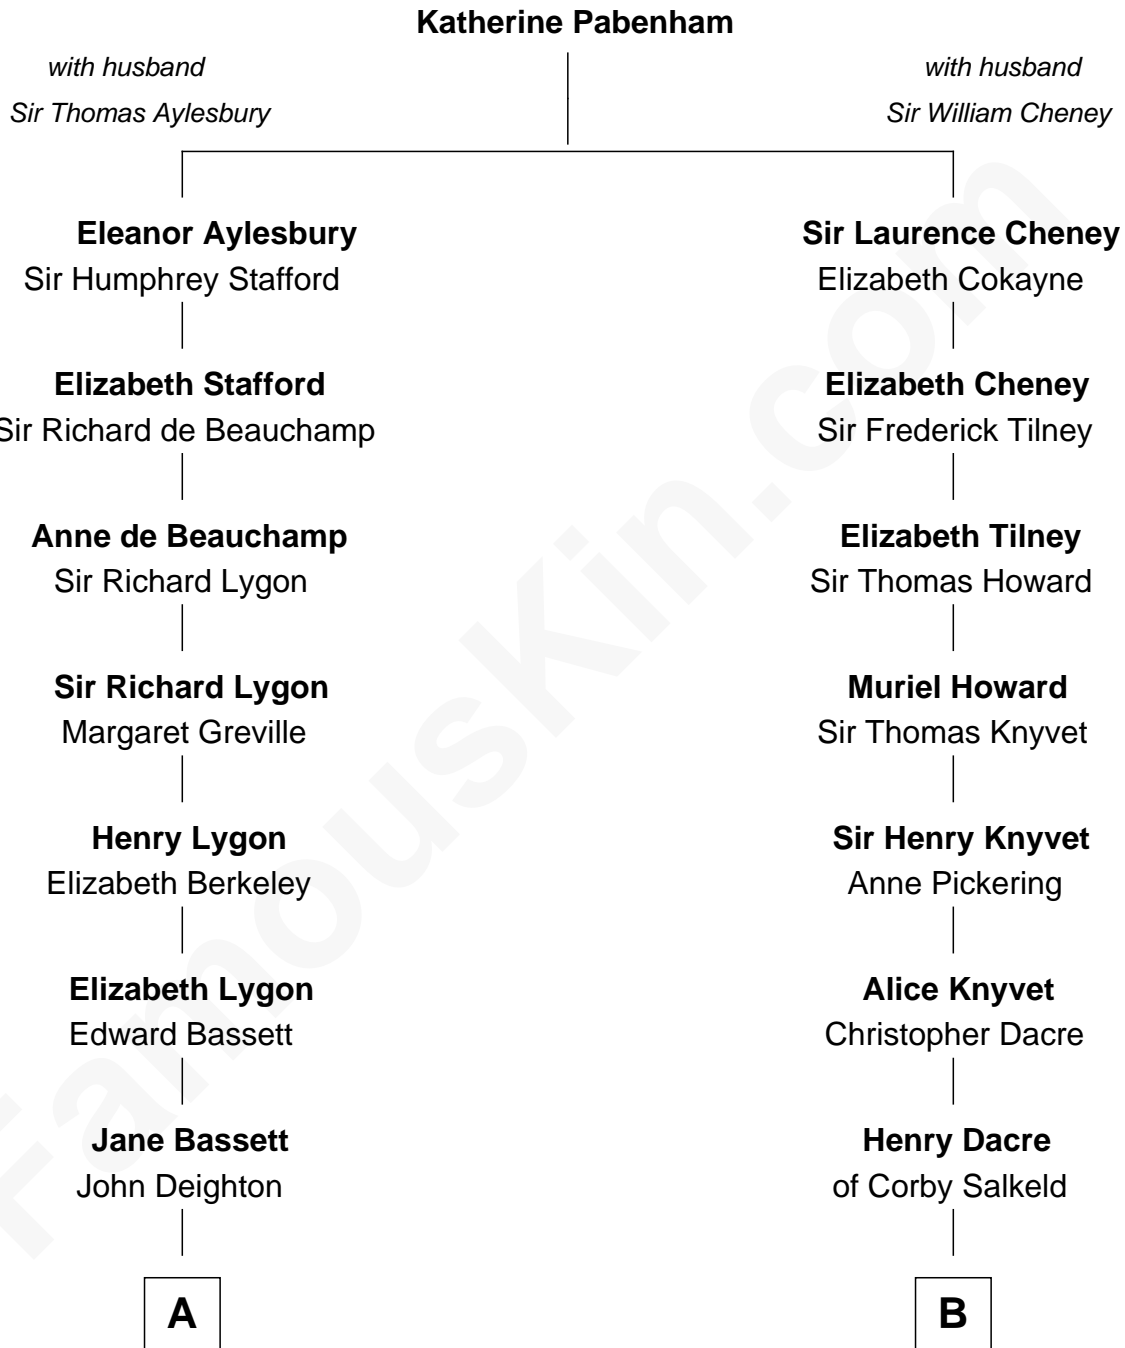 Katherine Pabenham
with husband
Sir Thomas Aylesbury
with husband
Sir William Cheney
Eleanor Aylesbury
Sir Humphrey Stafford
Sir Laurence Cheney
Elizabeth Cokayne
Elizabeth Stafford
Sir Richard de Beauchamp
Elizabeth Cheney
Sir Frederick Tilney
Anne de Beauchamp
Sir Richard Lygon
Elizabeth Tilney
Sir Thomas Howard
Sir Richard Lygon
Margaret Greville
Muriel Howard
Sir Thomas Knyvet
Henry Lygon
Elizabeth Berkeley
Sir Henry Knyvet
Anne Pickering
Elizabeth Lygon
Edward Bassett
Alice Knyvet
Christopher Dacre
Jane Bassett
John Deighton
Henry Dacre
of Corby Salkeld
A
B
FamousKin.com